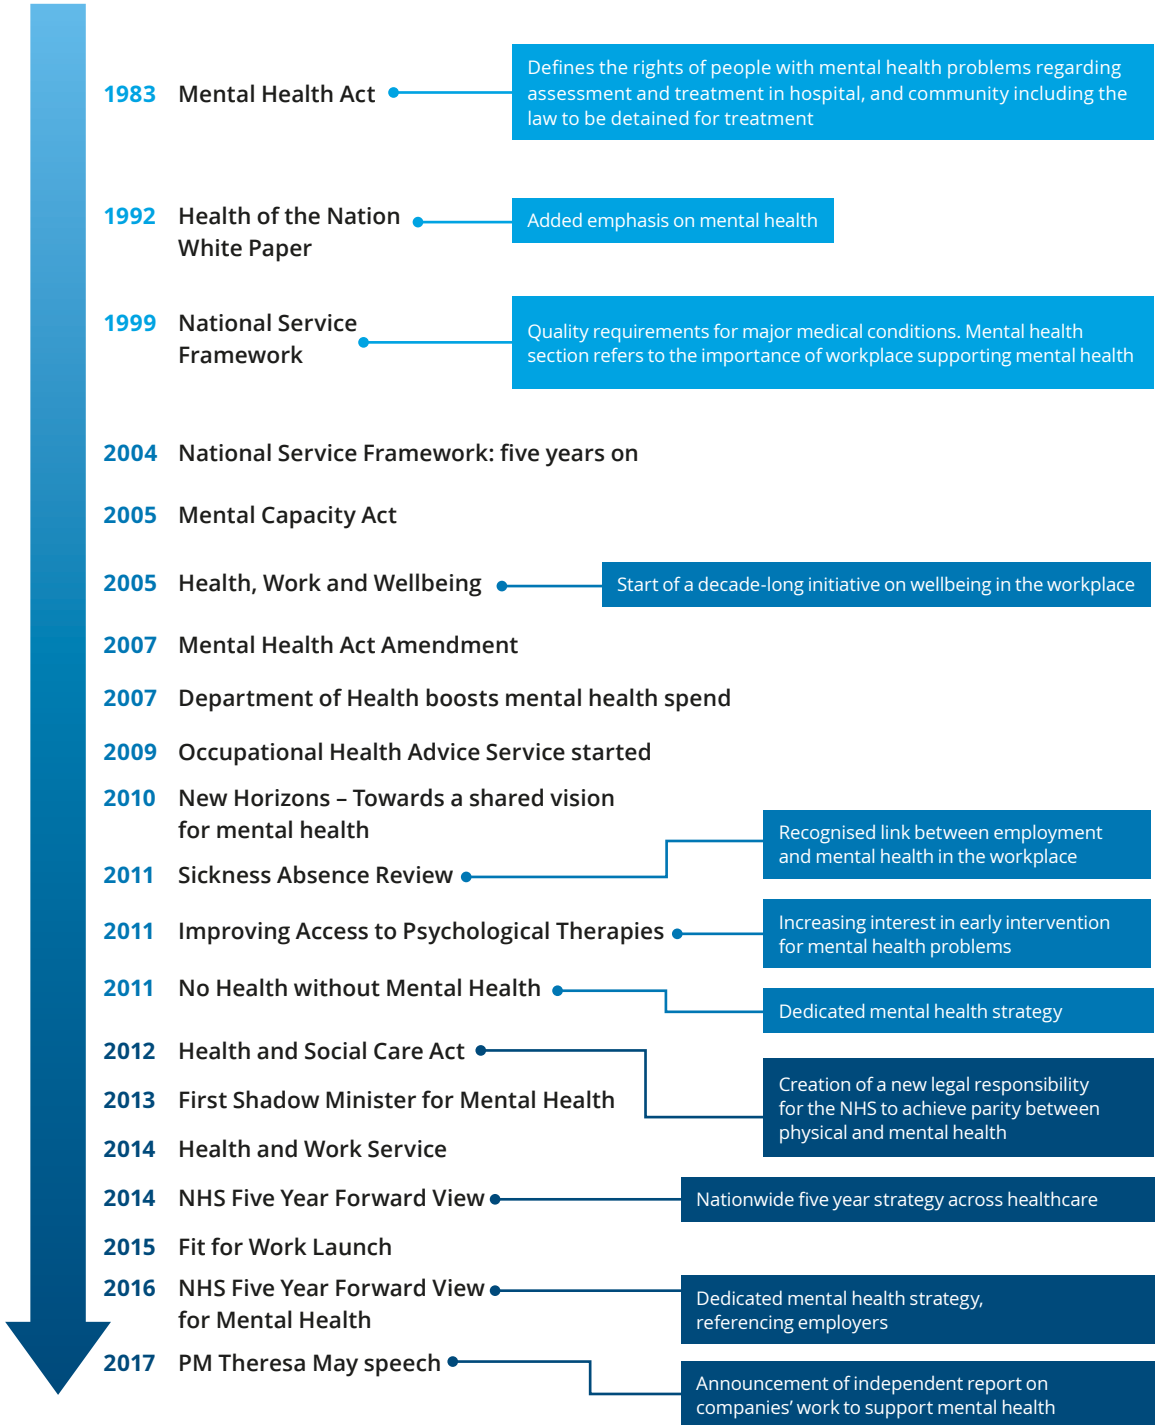 1983 Mental Health Act
Defines the rights of people with mental health problems regarding
assessment and treatment in hospital, and community including the
law to be detained for treatment
1992 Health of the Nation
White Paper
Added emphasis on mental health
1999 National Service
Framework
Quality requirements for major medical conditions. Mental health
section refers to the importance of workplace supporting mental health
2004 National Service Framework: five years on
2005 Mental Capacity Act
2005 Health, Work and Wellbeing
Start of a decade-long initiative on wellbeing in the workplace
2007 Mental Health Act Amendment
2007 Department of Health boosts mental health spend
2009 Occupational Health Advice Service started
2010 New Horizons – Towards a shared vision
for mental health
2011 Sickness Absence Review
Recognised link between employment
and mental health in the workplace
2011 Improving Access to Psychological Therapies
Increasing interest in early intervention
for mental health problems
2011 No Health without Mental Health
Dedicated mental health strategy
2012 Health and Social Care Act
Creation of a new legal responsibility
for the NHS to achieve parity between
physical and mental health
2013 First Shadow Minister for Mental Health
2014 Health and Work Service
2014 NHS Five Year Forward View
Nationwide five year strategy across healthcare
2015 Fit for Work Launch
2016 NHS Five Year Forward View
for Mental Health
Dedicated mental health strategy,
referencing employers
2017 PM Theresa May speech
Announcement of independent report on
companies’ work to support mental health